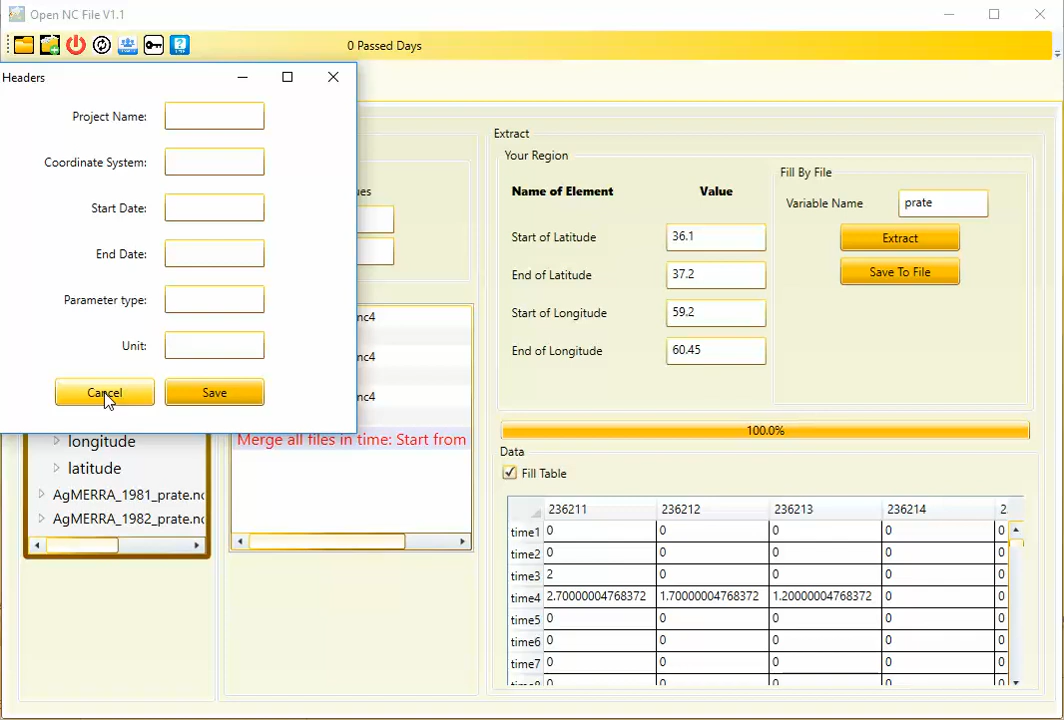 Open NC File V1.1
0 Passed Days
Headers
Project Name:
Coordinate System:
Start Date:
End Date:
Parameter type:
Unit:
Cancel Save
longitude
latitude
AgMERRA_1981_prate.nc
AgMERRA_1982_prate.nc
ues
nc4
nc4
nc4
Merge all files in time: Start from
Extract
Your Region
Name of Element Value
Start of Latitude 36.1
End of Latitude 37.2
Start of Longitude 59.2
End of Longitude 60.45
Fill By File
Variable Name prate
Extract
Save To File
100.0%
Data
Fill Table
236211 236212 236213 236214 2
time1 0 0 0 0 0
time2 0 0 0 0 0
time3 2 0 0 0 0
time4 2.70000004768372 1.70000004768372 1.20000004768372 0 0
time5 0 0 0 0 0
time6 0 0 0 0 0
time7 0 0 0 0 0